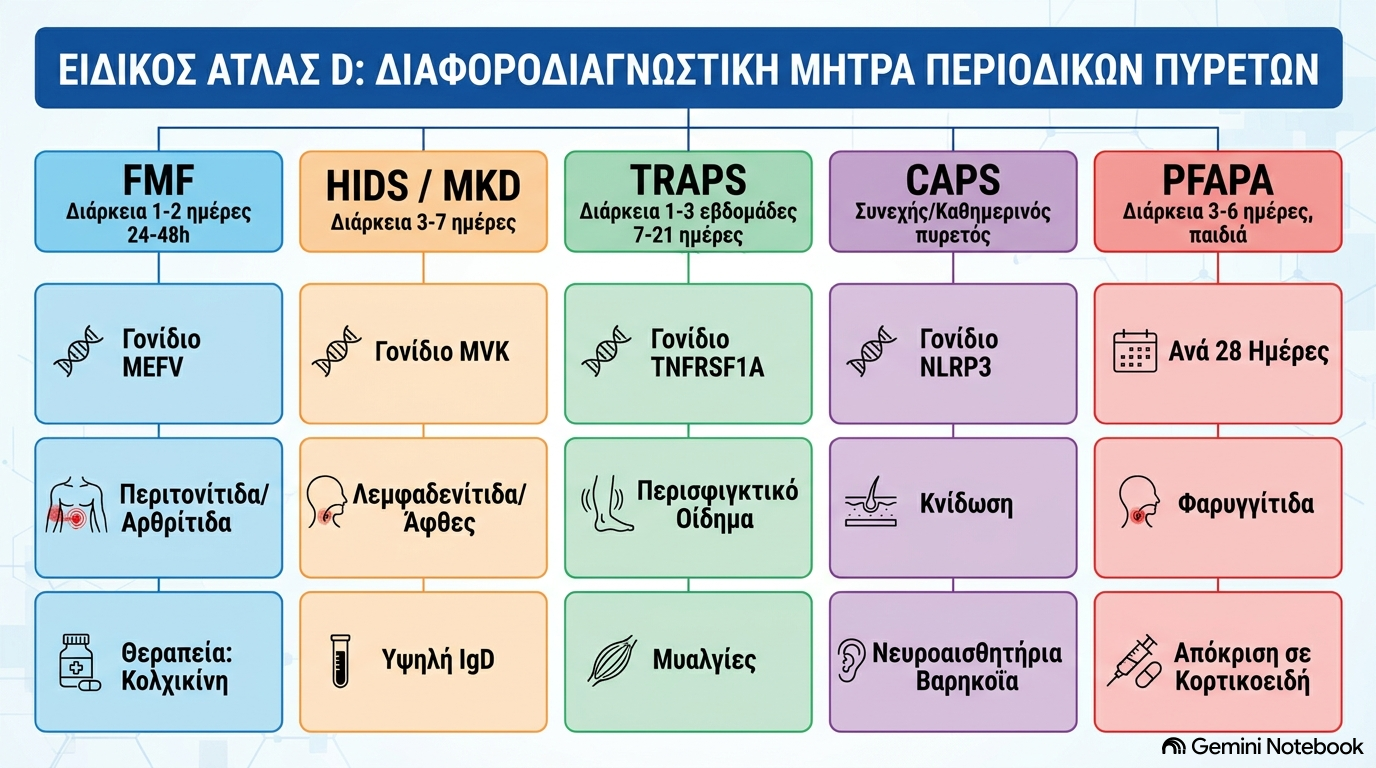 ΕΙΔΙΚΟΣ ΑΤΛΑΣ D: ΔΙΑΦΟΡΟΔΙΑΓΝΩΣΤΙΚΗ ΜΗΤΡΑ ΠΕΡΙΟΔΙΚΩΝ ΠΥΡΕΤΩΝ
FMF
Διάρκεια 1-2 ημέρες
24-48h
Γονίδιο
MEFV
Περιτονίτιδα/
Αρθρίτιδα
Θεραπεία:
Κολχικίνη
HIDS / MKD
Διάρκεια 3-7 ημέρες
Γονίδιο MVK
Λεμφαδενίτιδα/
Άφθες
Υψηλή IgD
TRAPS
Διάρκεια 1-3 εβδομάδες
7-21 ημέρες
Γονίδιο
TNFRSF1A
Περισφιγκτικό
Οίδημα
Μυαλγίες
CAPS
Συνεχής/Καθημερινός
πυρετός
Γονίδιο
NLRP3
Κνίδωση
Νευροαισθητήρια
Βαρηκοΐα
PFAPA
Διάρκεια 3-6 ημέρες,
παιδιά
Ανά 28 Ημέρες
Φαρυγγίτιδα
Απόκριση σε
Κορτικοειδή
Gemini Notebook